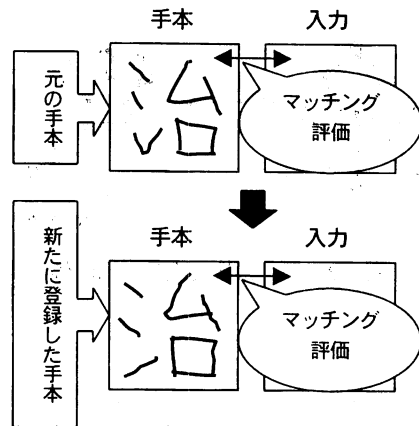 手本 入力
元の手本
治
マッチング
評価
手本 入力
新たに登録した手本
治
マッチング
評価